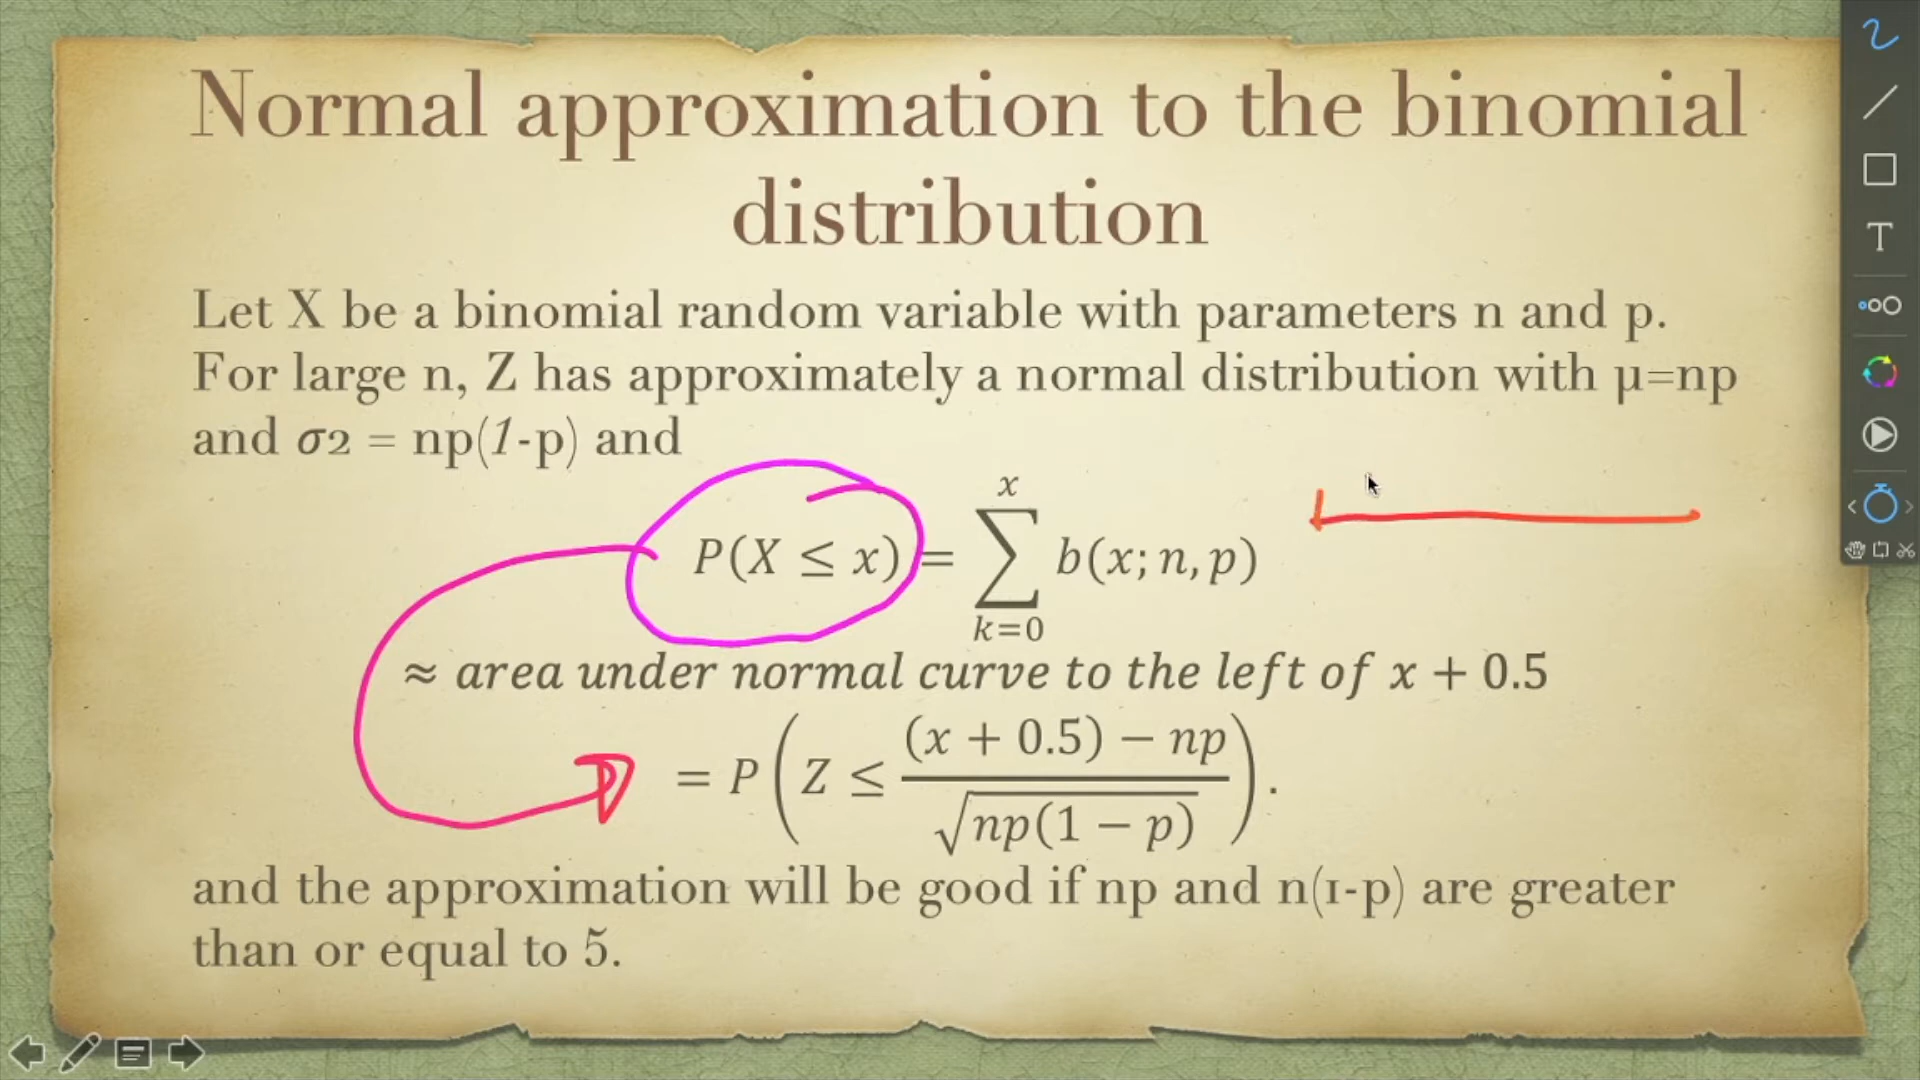 Normal approximation to the binomial
distribution
Let X be a binomial random variable with parameters n and p.
For large n, Z has approximately a normal distribution with μ=np
and σ2 = np(1-p) and
x
P(X ≤ x) = ∑ b(x; n, p)
k=0
≈ area under normal curve to the left of x + 0.5
= P(Z ≤ ((x + 0.5) − np) / √(np(1 − p))).
and the approximation will be good if np and n(1-p) are greater
than or equal to 5.
T